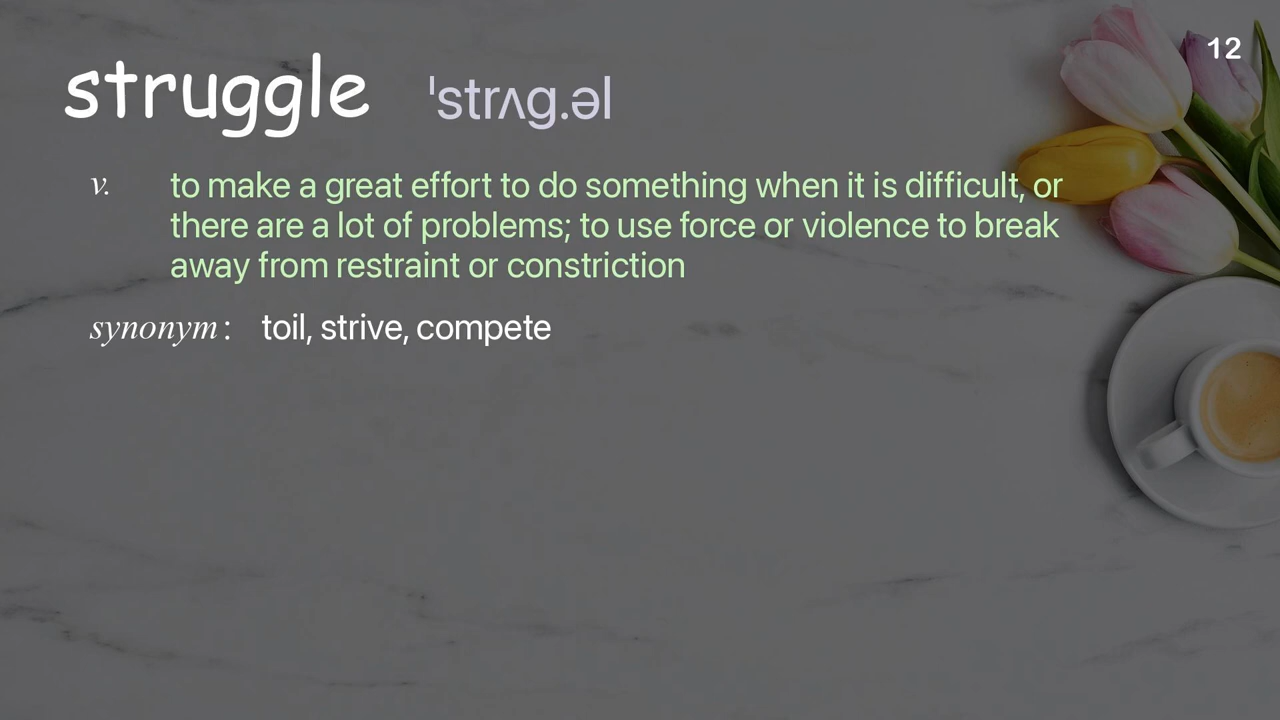 12
struggle ˈstrʌg.əl
v. to make a great effort to do something when it is difficult, or
there are a lot of problems; to use force or violence to break
away from restraint or constriction
synonym: toil, strive, compete